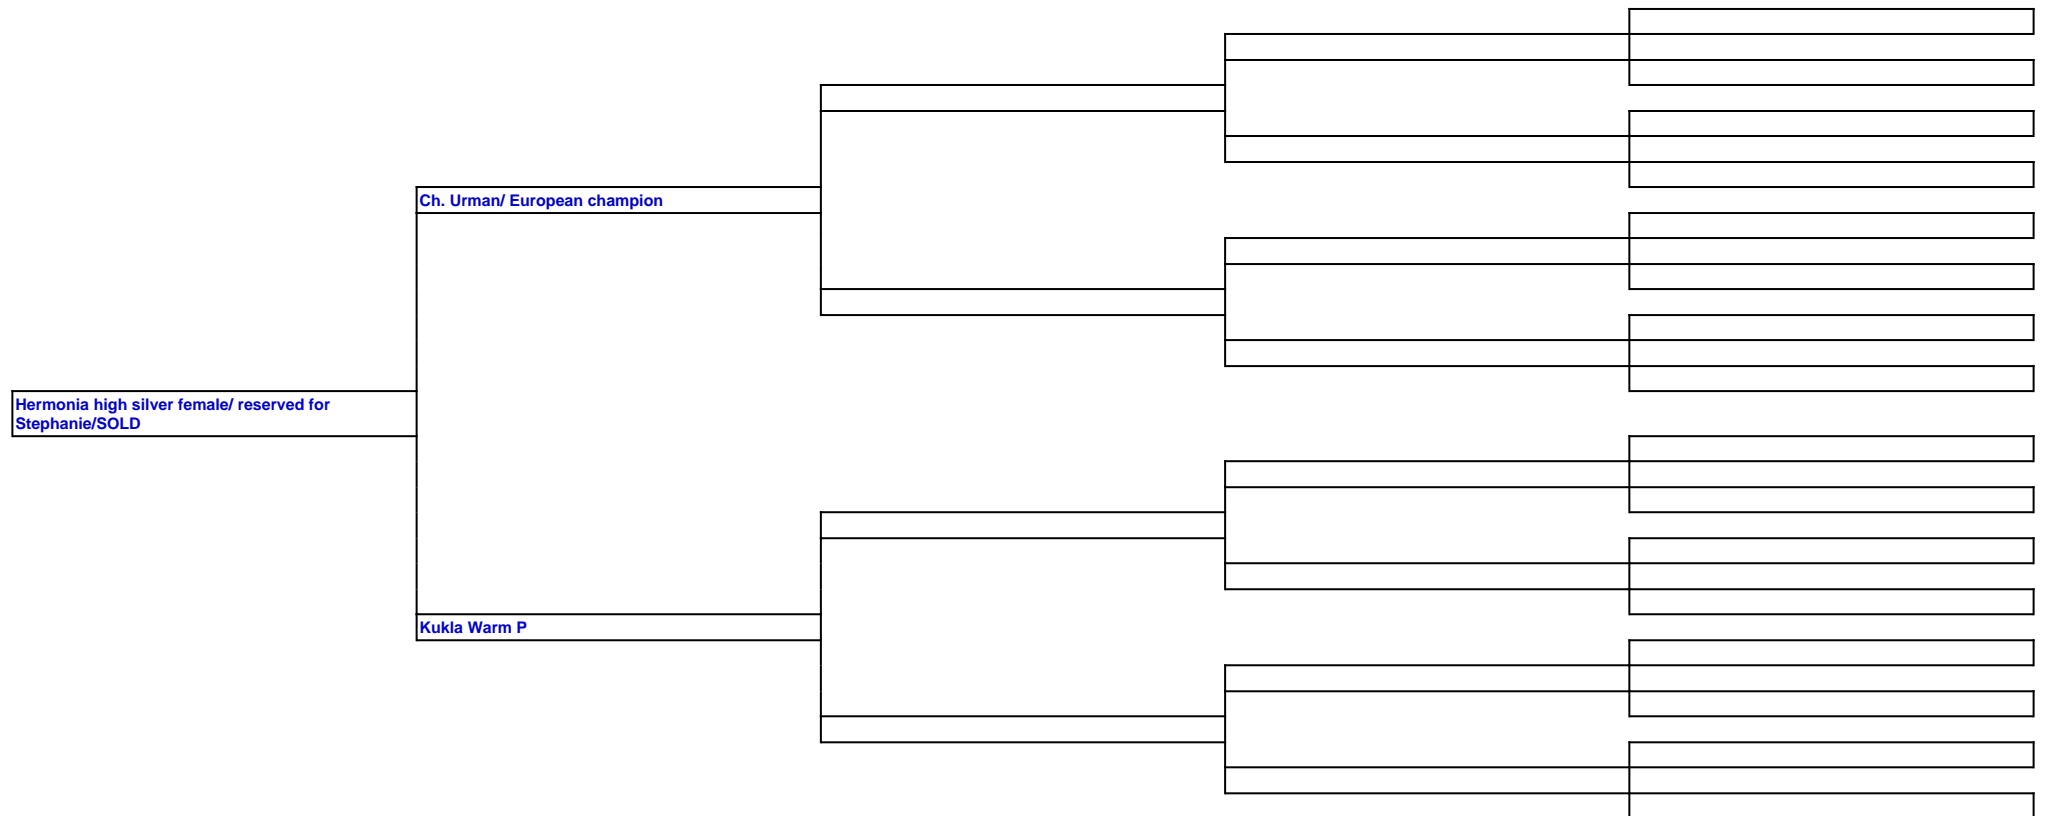 Ch. Urman/ European champion
Hermonia high silver female/ reserved for
Stephanie/SOLD
Kukla Warm P